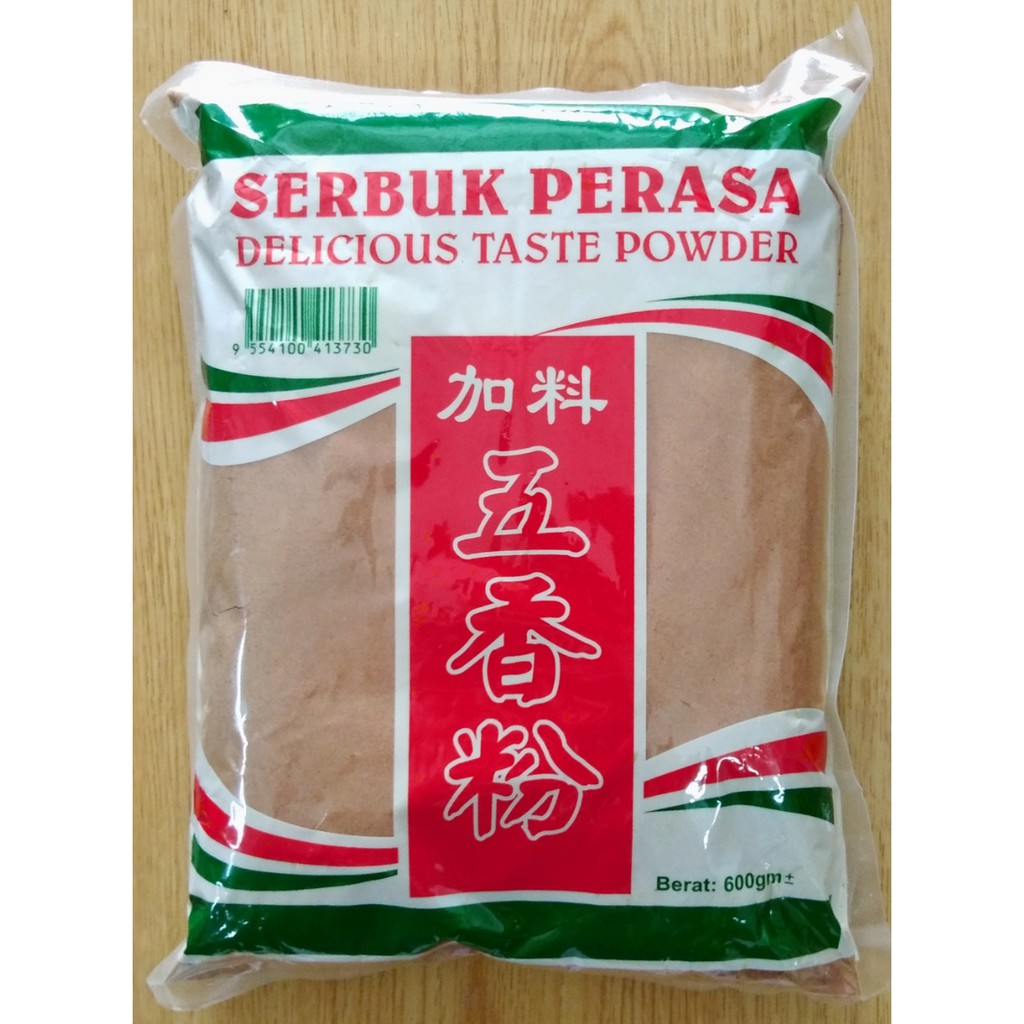 SERBUK PERASA
DELICIOUS TASTE POWDER
9 554100 413730
加料
五香粉
Berat: 600gm±